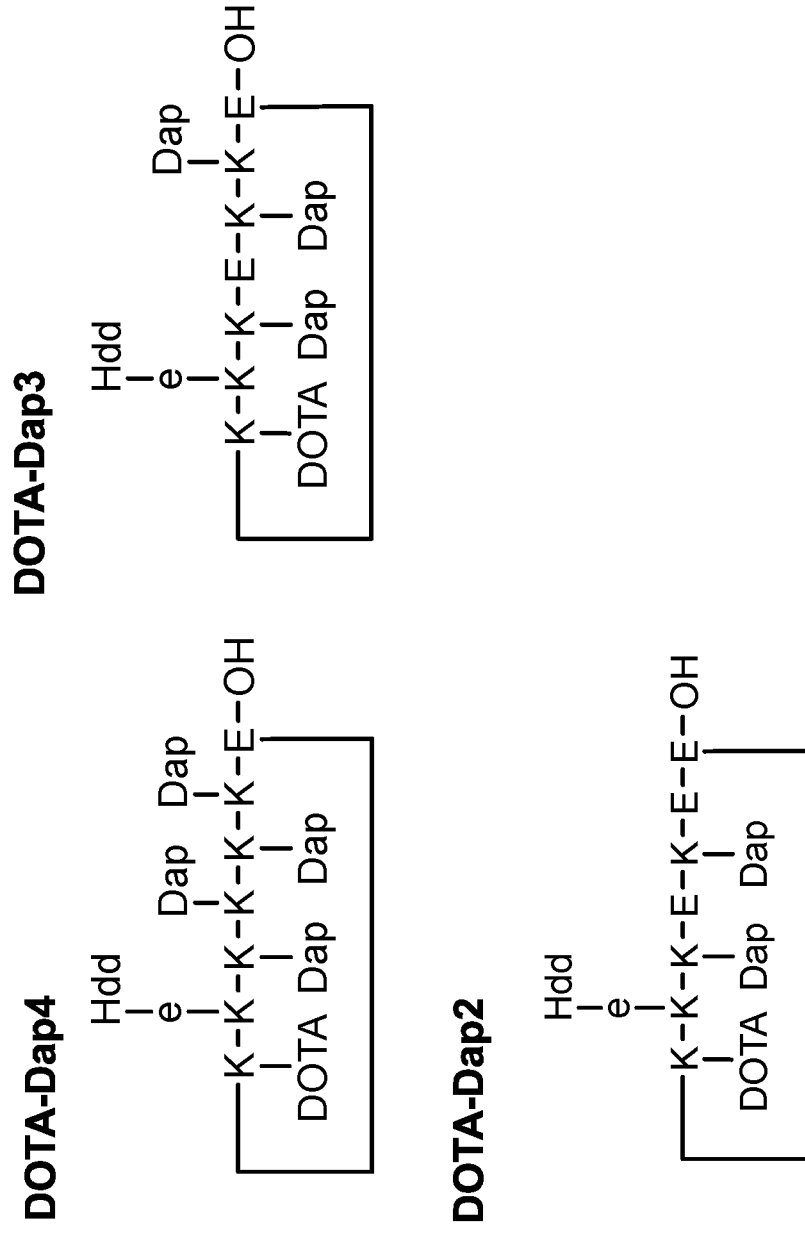 DOTA-Dap4
Hdd
e Dap Dap
K-K-K-K-K-K-E-OH
DOTA Dap Dap
DOTA-Dap3
Hdd
e Dap
K-K-K-E-K-K-E-OH
DOTA Dap Dap
DOTA-Dap2
Hdd
e
K-K-K-E-K-E-E-OH
DOTA Dap Dap